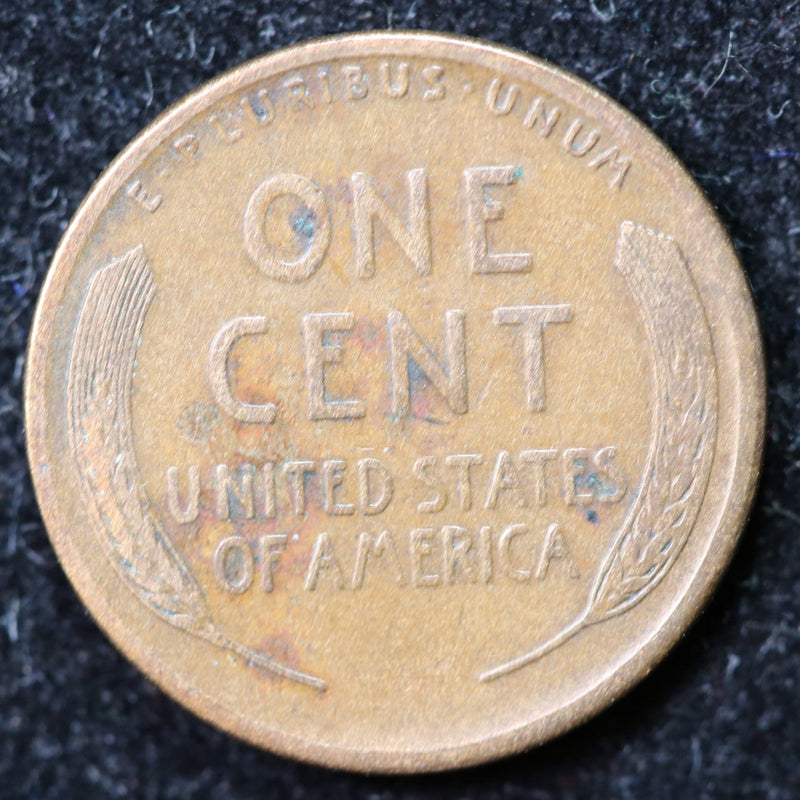 E·PLURIBUS·UNUM
ONE
CENT
UNITED STATES
OF AMERICA